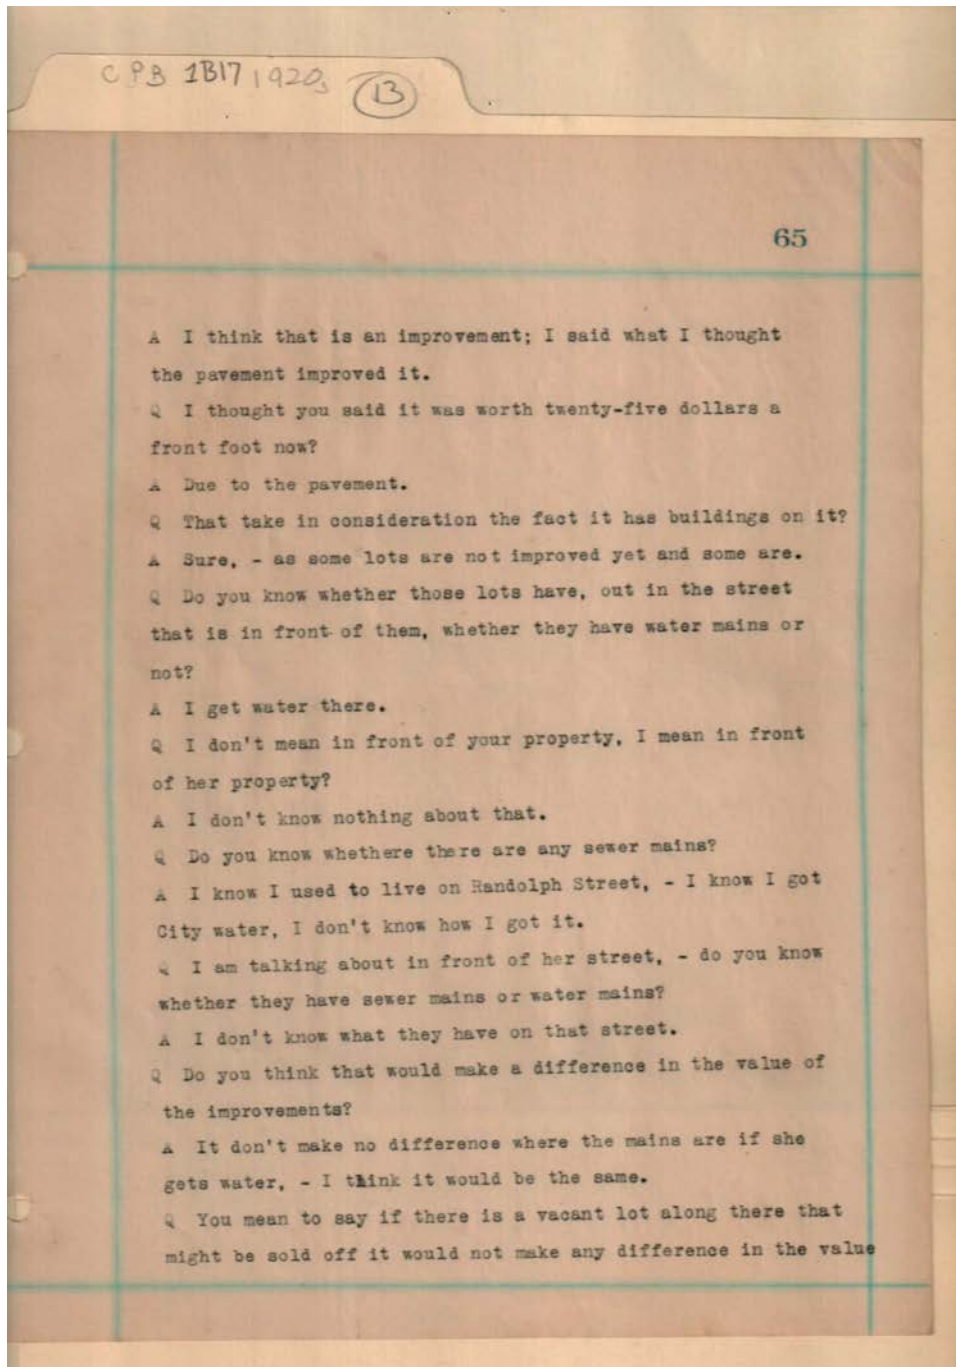 CPB 1B17 1920s 13
65
A I think that is an improvement; I said what I thought
the pavement improved it.
Q I thought you said it was worth twenty-five dollars a
front foot now?
A Due to the pavement.
Q That take in consideration the fact it has buildings on it?
A Sure, - as some lots are not improved yet and some are.
Q Do you know whether those lots have, out in the street
that is in front of them, whether they have water mains or
not?
A I get water there.
Q I don't mean in front of your property, I mean in front
of her property?
A I don't know nothing about that.
Q Do you know whethere there are any sewer mains?
A I know I used to live on Randolph Street, - I know I got
City water, I don't know how I got it.
Q I am talking about in front of her street, - do you know
whether they have sewer mains or water mains?
A I don't know what they have on that street.
Q Do you think that would make a difference in the value of
the improvements?
A It don't make no difference where the mains are if she
gets water, - I think it would be the same.
Q You mean to say if there is a vacant lot along there that
might be sold off it would not make any difference in the value